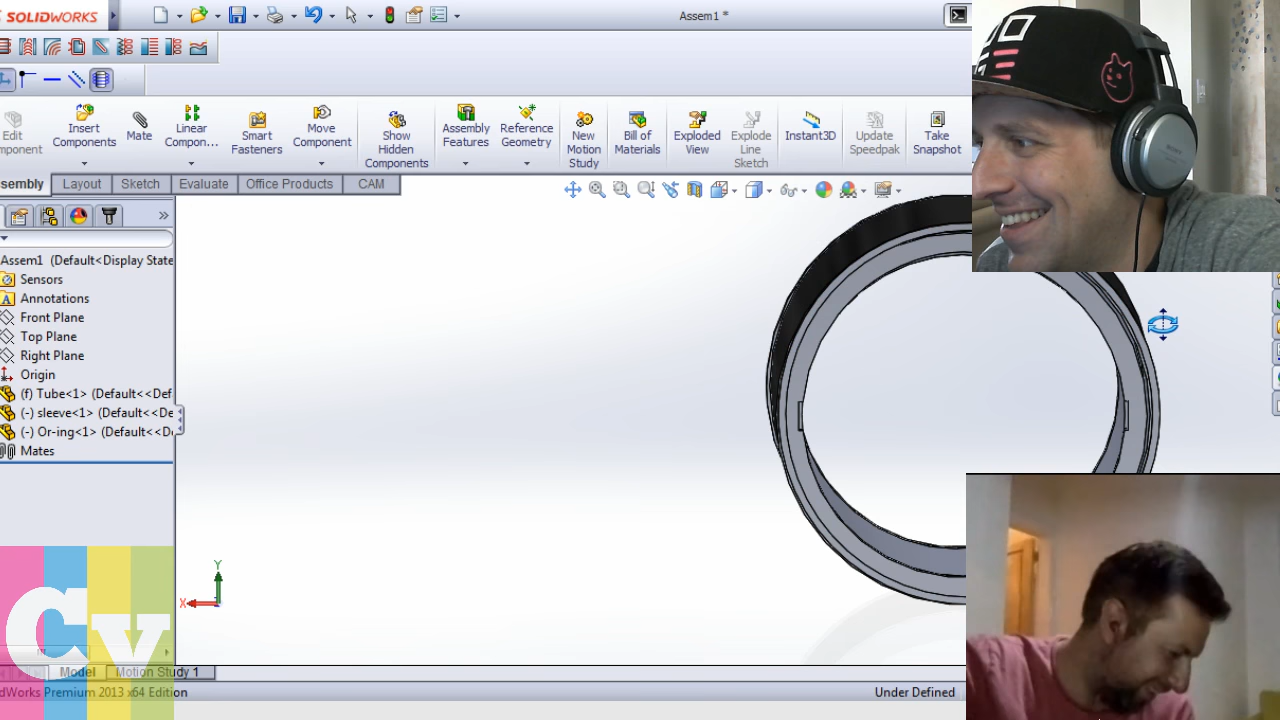 SOLIDWORKS
Assem1 *
Edit
Insert
Components
Mate
Linear
Compon...
Smart
Fasteners
Move
Component
Show
Hidden
Components
Assembly
Features
Reference
Geometry
New
Motion
Study
Bill of
Materials
Exploded
View
Explode
Line
Sketch
Instant3D
Update
Speedpak
Take
Snapshot
sembly Layout Sketch Evaluate Office Products CAM
Assem1 (Default<Display State
Sensors
A Annotations
Front Plane
Top Plane
Right Plane
Origin
(f) Tube<1> (Default<<Def
(-) sleeve<1> (Default<<De
(-) Or-ing<1> (Default<<D
Mates
Y
X
CV
Model Motion Study 1
dWorks Premium 2013 x64 Edition
Under Defined